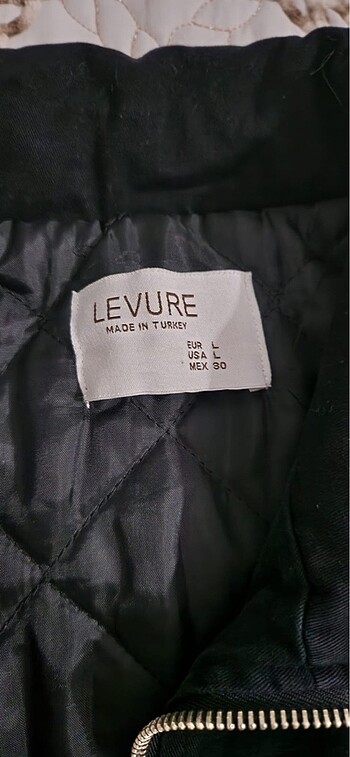 LEVURE
MADE IN TURKEY
EUR L
USA L
MEX 30